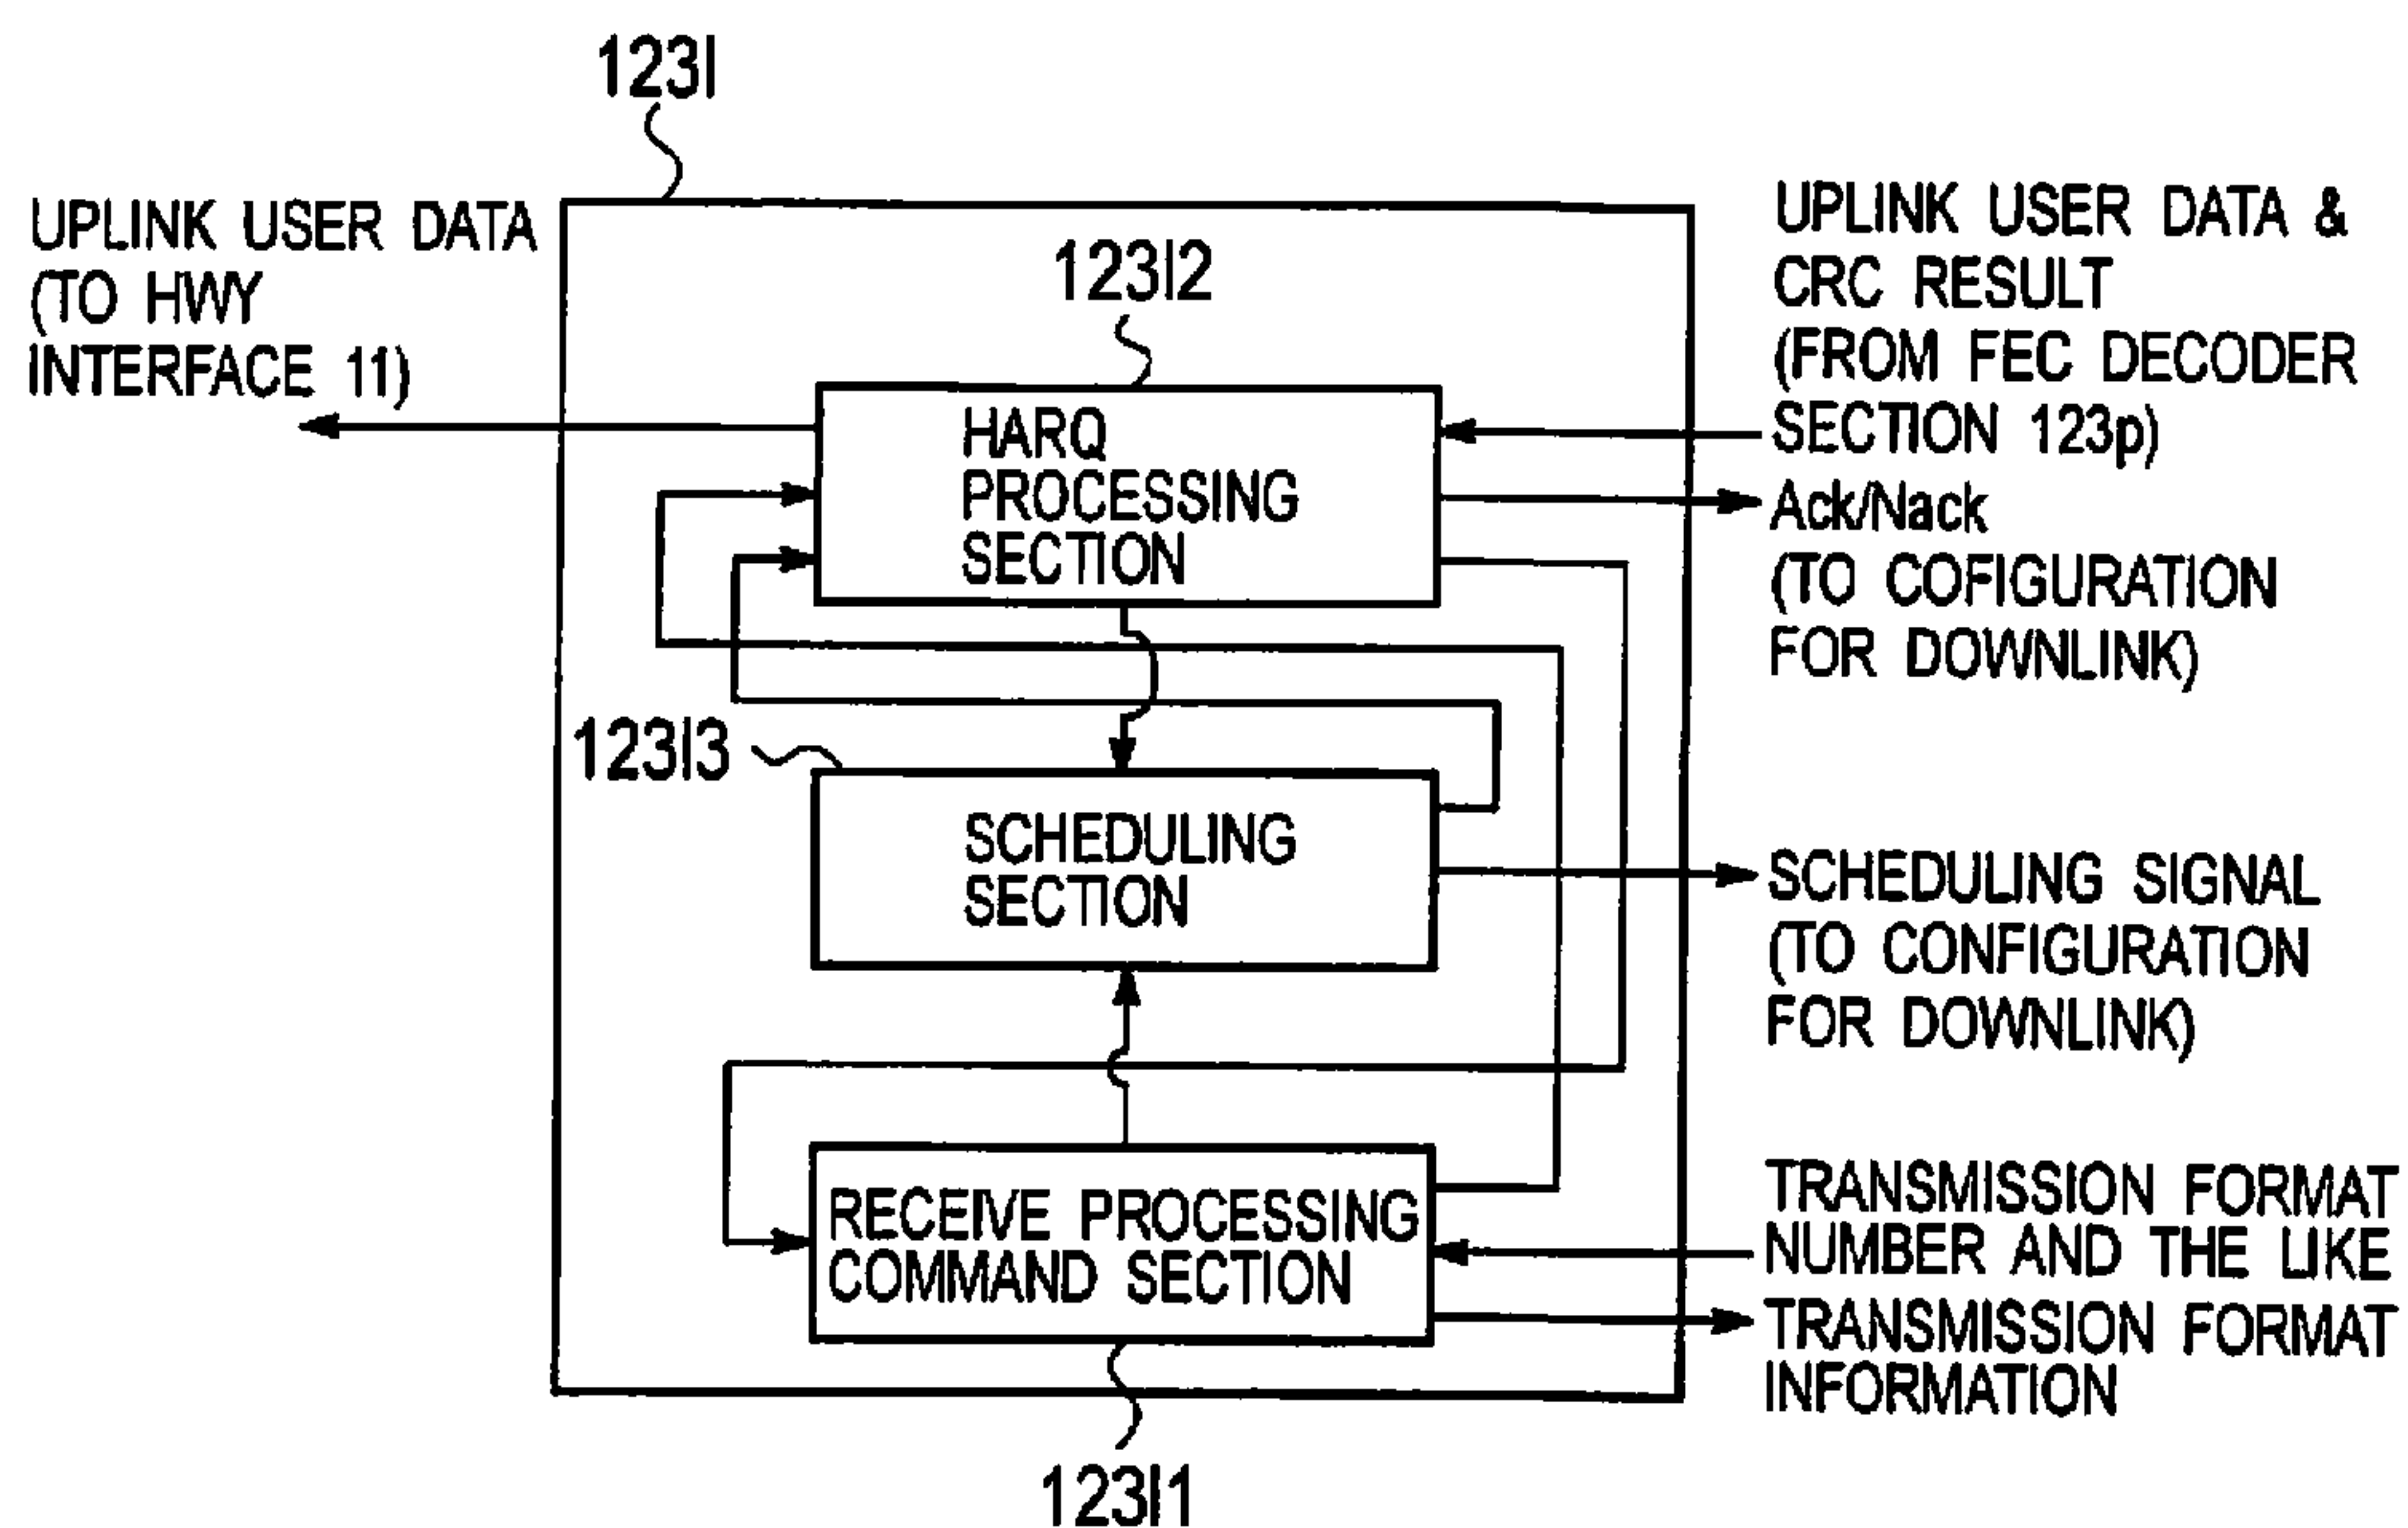 123l
UPLINK USER DATA
(TO HWY
INTERFACE 11)
123l2
HARQ
PROCESSING
SECTION
UPLINK USER DATA &
CRC RESULT
(FROM FEC DECODER
SECTION 123p)
Ack/Nack
(TO COFIGURATION
FOR DOWNLINK)
123l3
SCHEDULING
SECTION
SCHEDULING SIGNAL
(TO CONFIGURATION
FOR DOWNLINK)
RECEIVE PROCESSING
COMMAND SECTION
TRANSMISSION FORMAT
NUMBER AND THE LIKE
TRANSMISSION FORMAT
INFORMATION
123l1